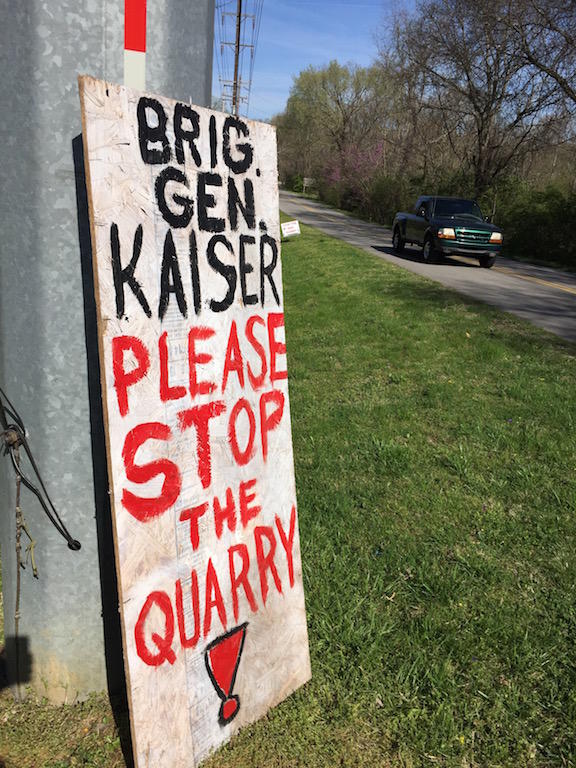 BRIG.
GEN.
KAISER
PLEASE
STOP
THE
QUARRY
!